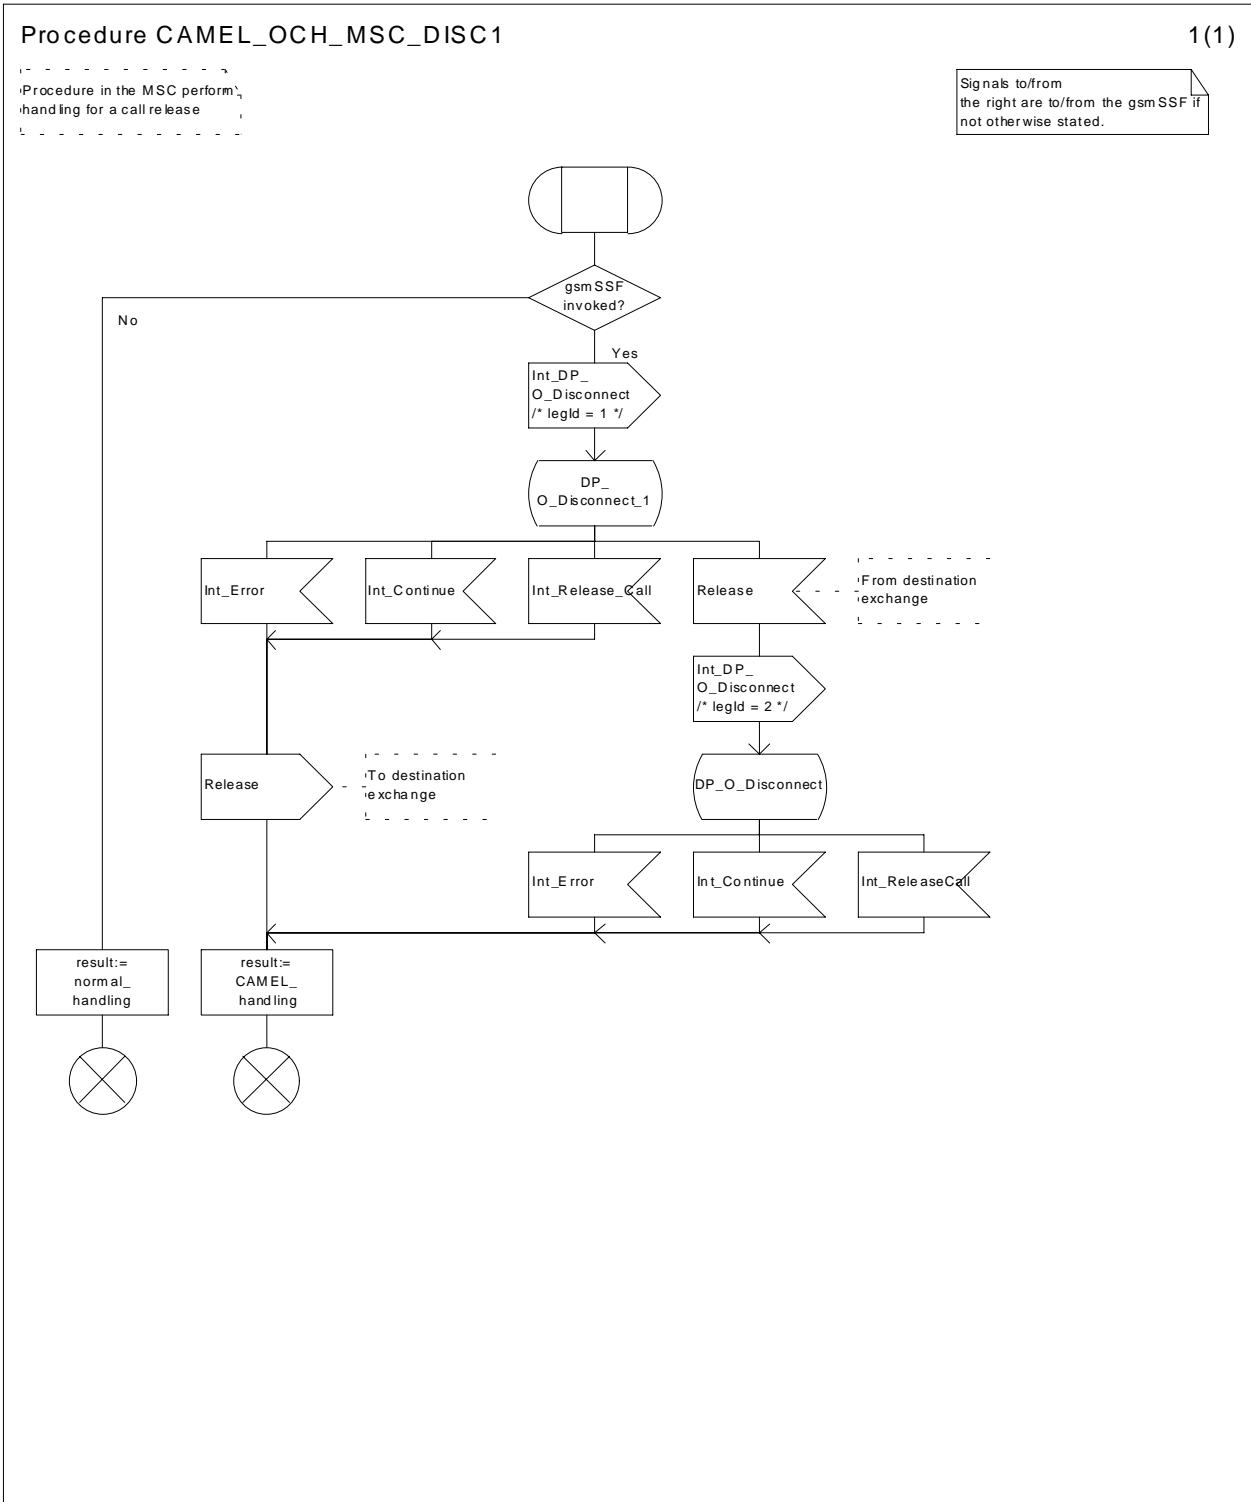 Procedure CAMEL_OCH_MSC_DISC1
1(1)
Procedure in the MSC perform
handling for a call release
Signals to/from
the right are to/from the gsmSSF if
not otherwise stated.
gsmSSF
invoked?
No
Yes
Int_DP_
O_Disconnect
/* legId = 1 */
DP_
O_Disconnect_1
Int_Error
Int_Continue
Int_Release_Call
Release
From destination
exchange
Int_DP_
O_Disconnect
/* legId = 2 */
Release
To destination
exchange
DP_O_Disconnect
Int_Error
Int_Continue
Int_ReleaseCall
result:=
normal_
handling
result:=
CAMEL_
handling